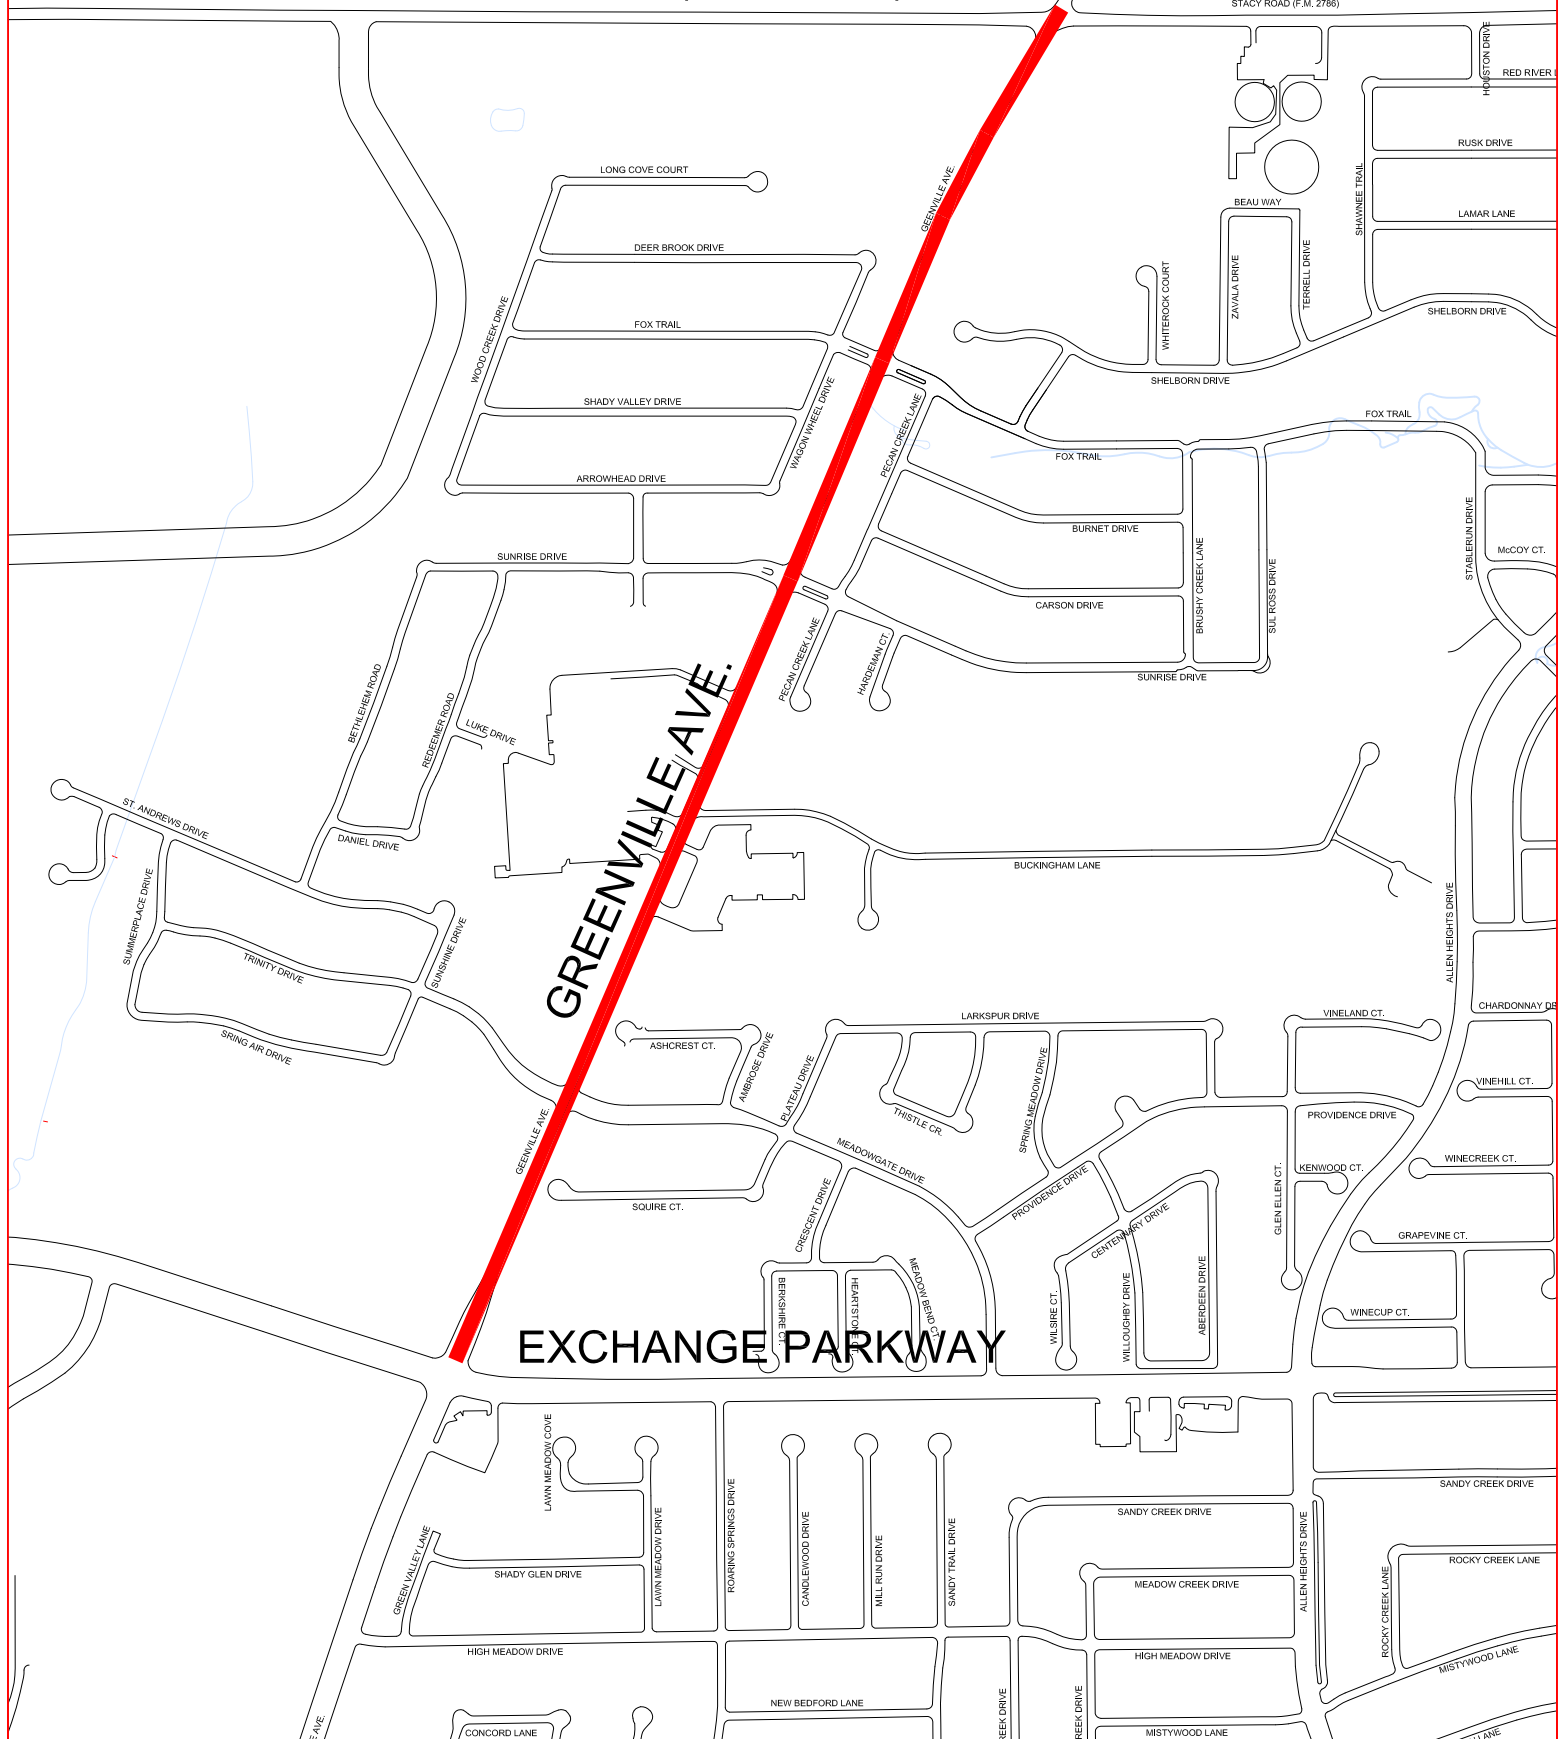 STACY ROAD (F.M. 2786)
HOUSTON DRIVE
RED RIVER
RUSK DRIVE
LONG COVE COURT
GEENVILLE AVE.
SHAWNEE TRAIL
BEAU WAY
LAMAR LANE
DEER BROOK DRIVE
WHITEROCK COURT
ZAVALA DRIVE
TERRELL DRIVE
SHELBORN DRIVE
WOOD CREEK DRIVE
FOX TRAIL
SHELBORN DRIVE
SHADY VALLEY DRIVE
WAGON WHEEL DRIVE
PECAN CREEK LANE
FOX TRAIL
FOX TRAIL
ARROWHEAD DRIVE
BURNET DRIVE
STABLERUN DRIVE
McCOY CT.
SUNRISE DRIVE
BRUSHY CREEK LANE
SUL ROSS DRIVE
CARSON DRIVE
PECAN CREEK LANE
HARDEMAN CT.
SUNRISE DRIVE
BETHLEHEM ROAD
REDEEMER ROAD
LUKE DRIVE
GREENVILLE AVE.
ST. ANDREWS DRIVE
DANIEL DRIVE
BUCKINGHAM LANE
SUMMERPLACE DRIVE
TRINITY DRIVE
SUNSHINE DRIVE
ALLEN HEIGHTS DRIVE
SRING AIR DRIVE
CHARDONNAY DR
LARKSPUR DRIVE
VINELAND CT.
ASHCREST CT.
AMBROSE DRIVE
PLATEAU DRIVE
THISTLE CR.
SPRING MEADOW DRIVE
VINEHILL CT.
PROVIDENCE DRIVE
GEENVILLE AVE.
MEADOWGATE DRIVE
WINECREEK CT.
KENWOOD CT.
SQUIRE CT.
CRESCENT DRIVE
PROVIDENCE DRIVE
CENTENNARY DRIVE
GLEN ELLEN CT.
GRAPEVINE CT.
BERKSHIRE CT.
HEARTSTONE CT.
MEADOW BEND CT.
WILSIRE CT.
WILLOUGHBY DRIVE
ABERDEEN DRIVE
WINECUP CT.
EXCHANGE PARKWAY
LAWN MEADOW COVE
LAWN MEADOW DRIVE
ROARING SPRINGS DRIVE
CANDLEWOOD DRIVE
MILL RUN DRIVE
SANDY TRAIL DRIVE
SANDY CREEK DRIVE
SANDY CREEK DRIVE
ALLEN HEIGHTS DRIVE
GREEN VALLEY LANE
SHADY GLEN DRIVE
MEADOW CREEK DRIVE
ROCKY CREEK LANE
ROCKY CREEK LANE
HIGH MEADOW DRIVE
HIGH MEADOW DRIVE
MISTYWOOD LANE
NEW BEDFORD LANE
CONCORD LANE
EEK DRIVE
REEK DRIVE
MISTYWOOD LANE
AVE.
LANE